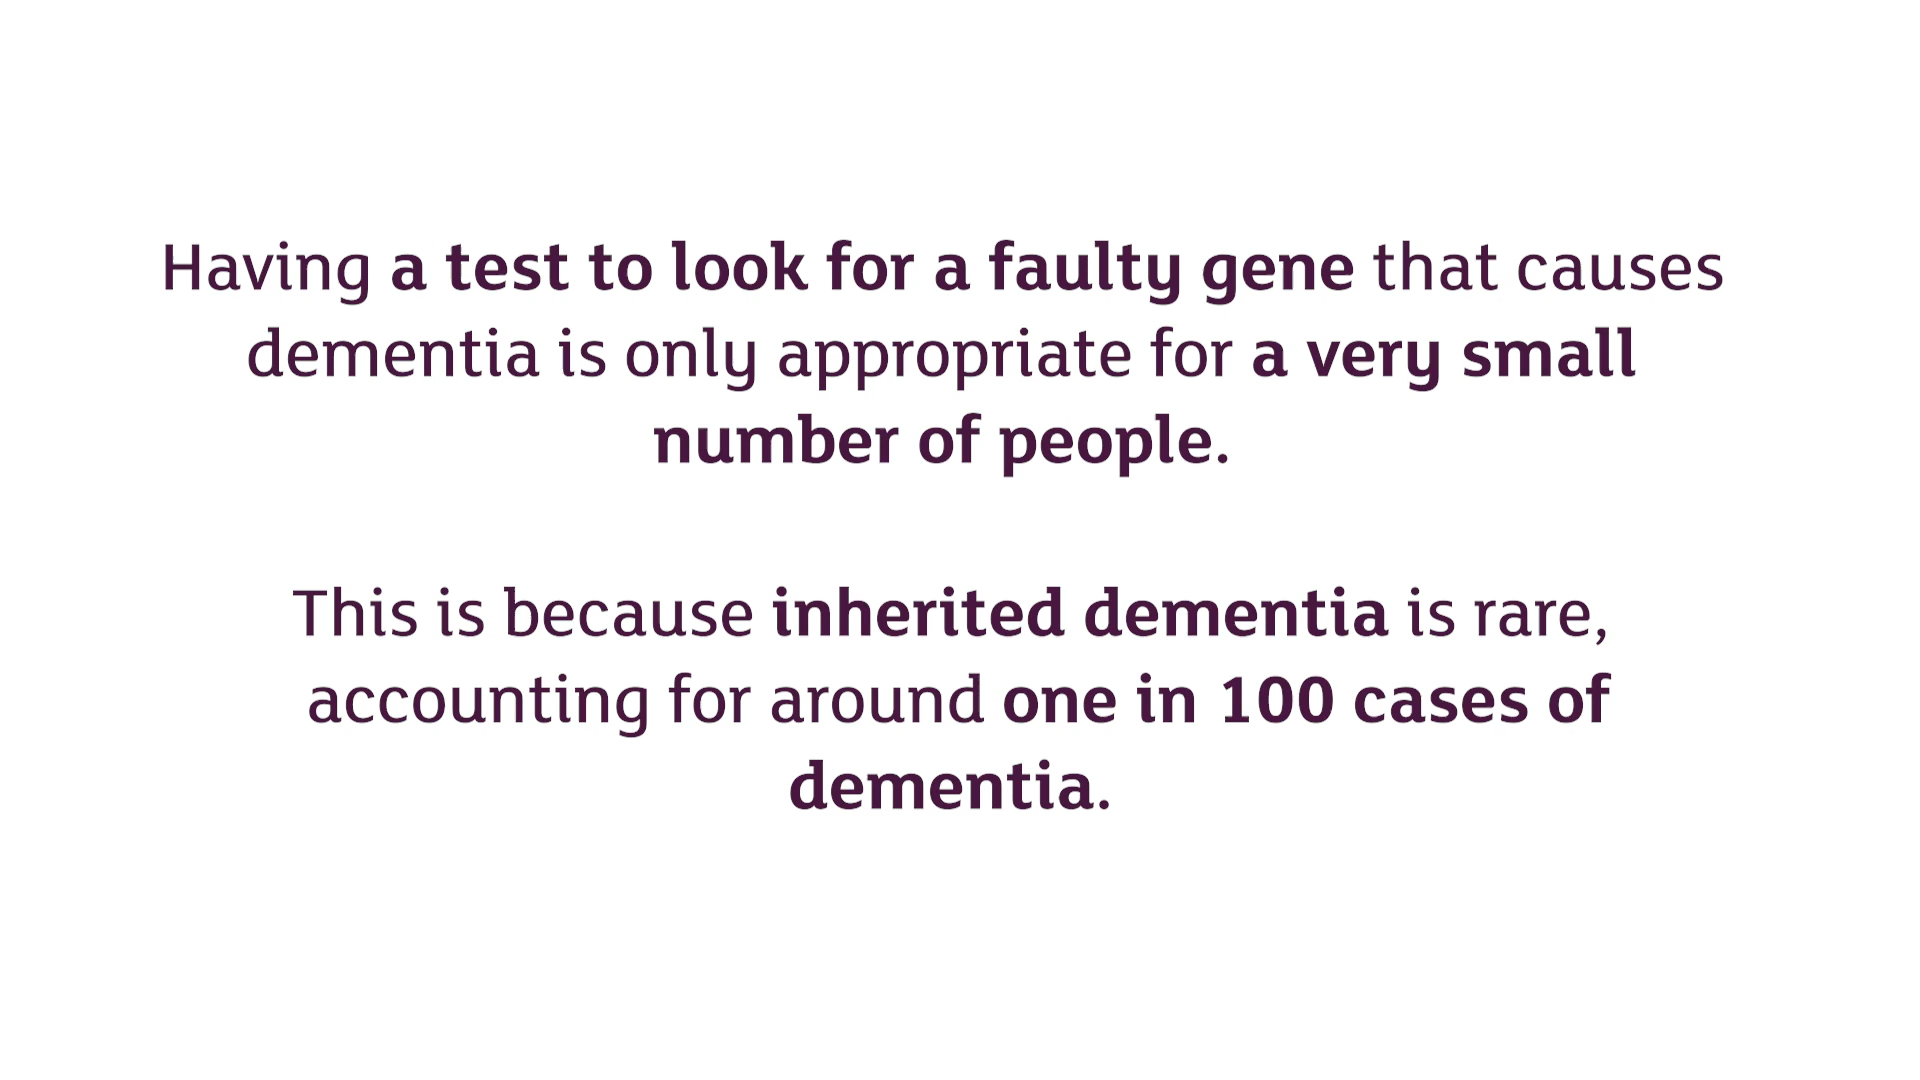 Having a test to look for a faulty gene that causes
dementia is only appropriate for a very small
number of people.
This is because inherited dementia is rare,
accounting for around one in 100 cases of
dementia.